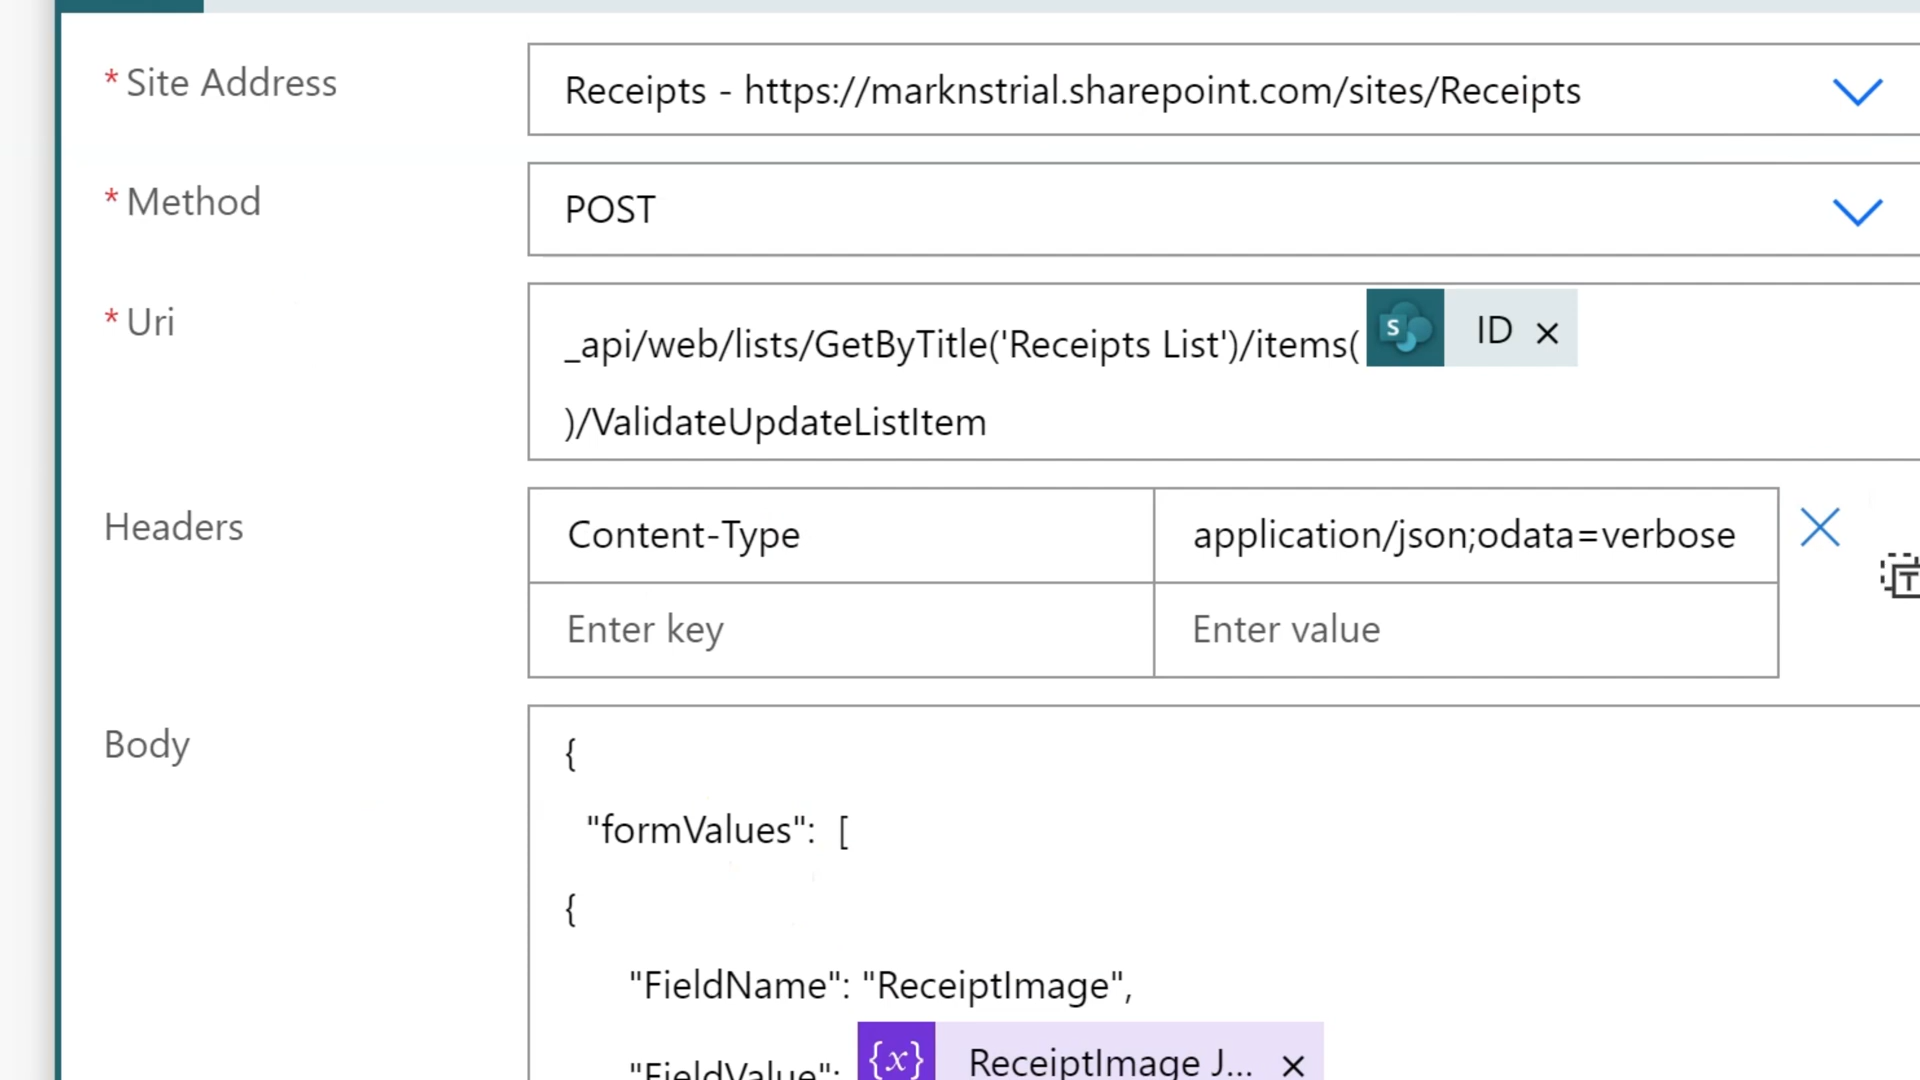 * Site Address
Receipts - https://marknstrial.sharepoint.com/sites/Receipts
* Method
POST
* Uri
_api/web/lists/GetByTitle('Receipts List')/items( S ID ×
)/ValidateUpdateListItem
Headers
Content-Type
application/json;odata=verbose
Enter key
Enter value
Body
{
"formValues": [
{
"FieldName": "ReceiptImage",
"FieldValue": {x} ReceiptImage J... ×